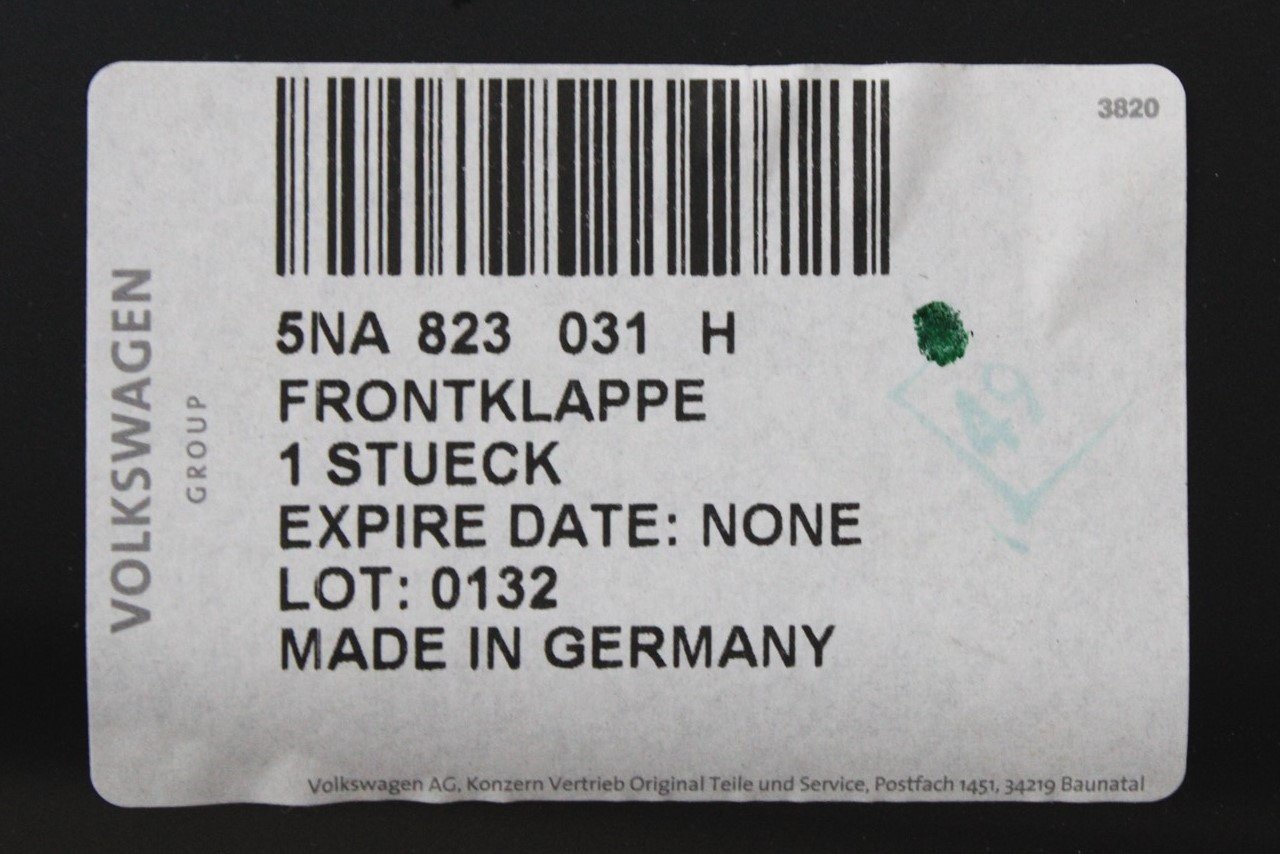 3820
VOLKSWAGEN
GROUP
5NA 823 031 H
FRONTKLAPPE
1 STUECK
EXPIRE DATE: NONE
LOT: 0132
MADE IN GERMANY
49
Volkswagen AG, Konzern Vertrieb Original Teile und Service, Postfach 1451, 34219 Baunatal